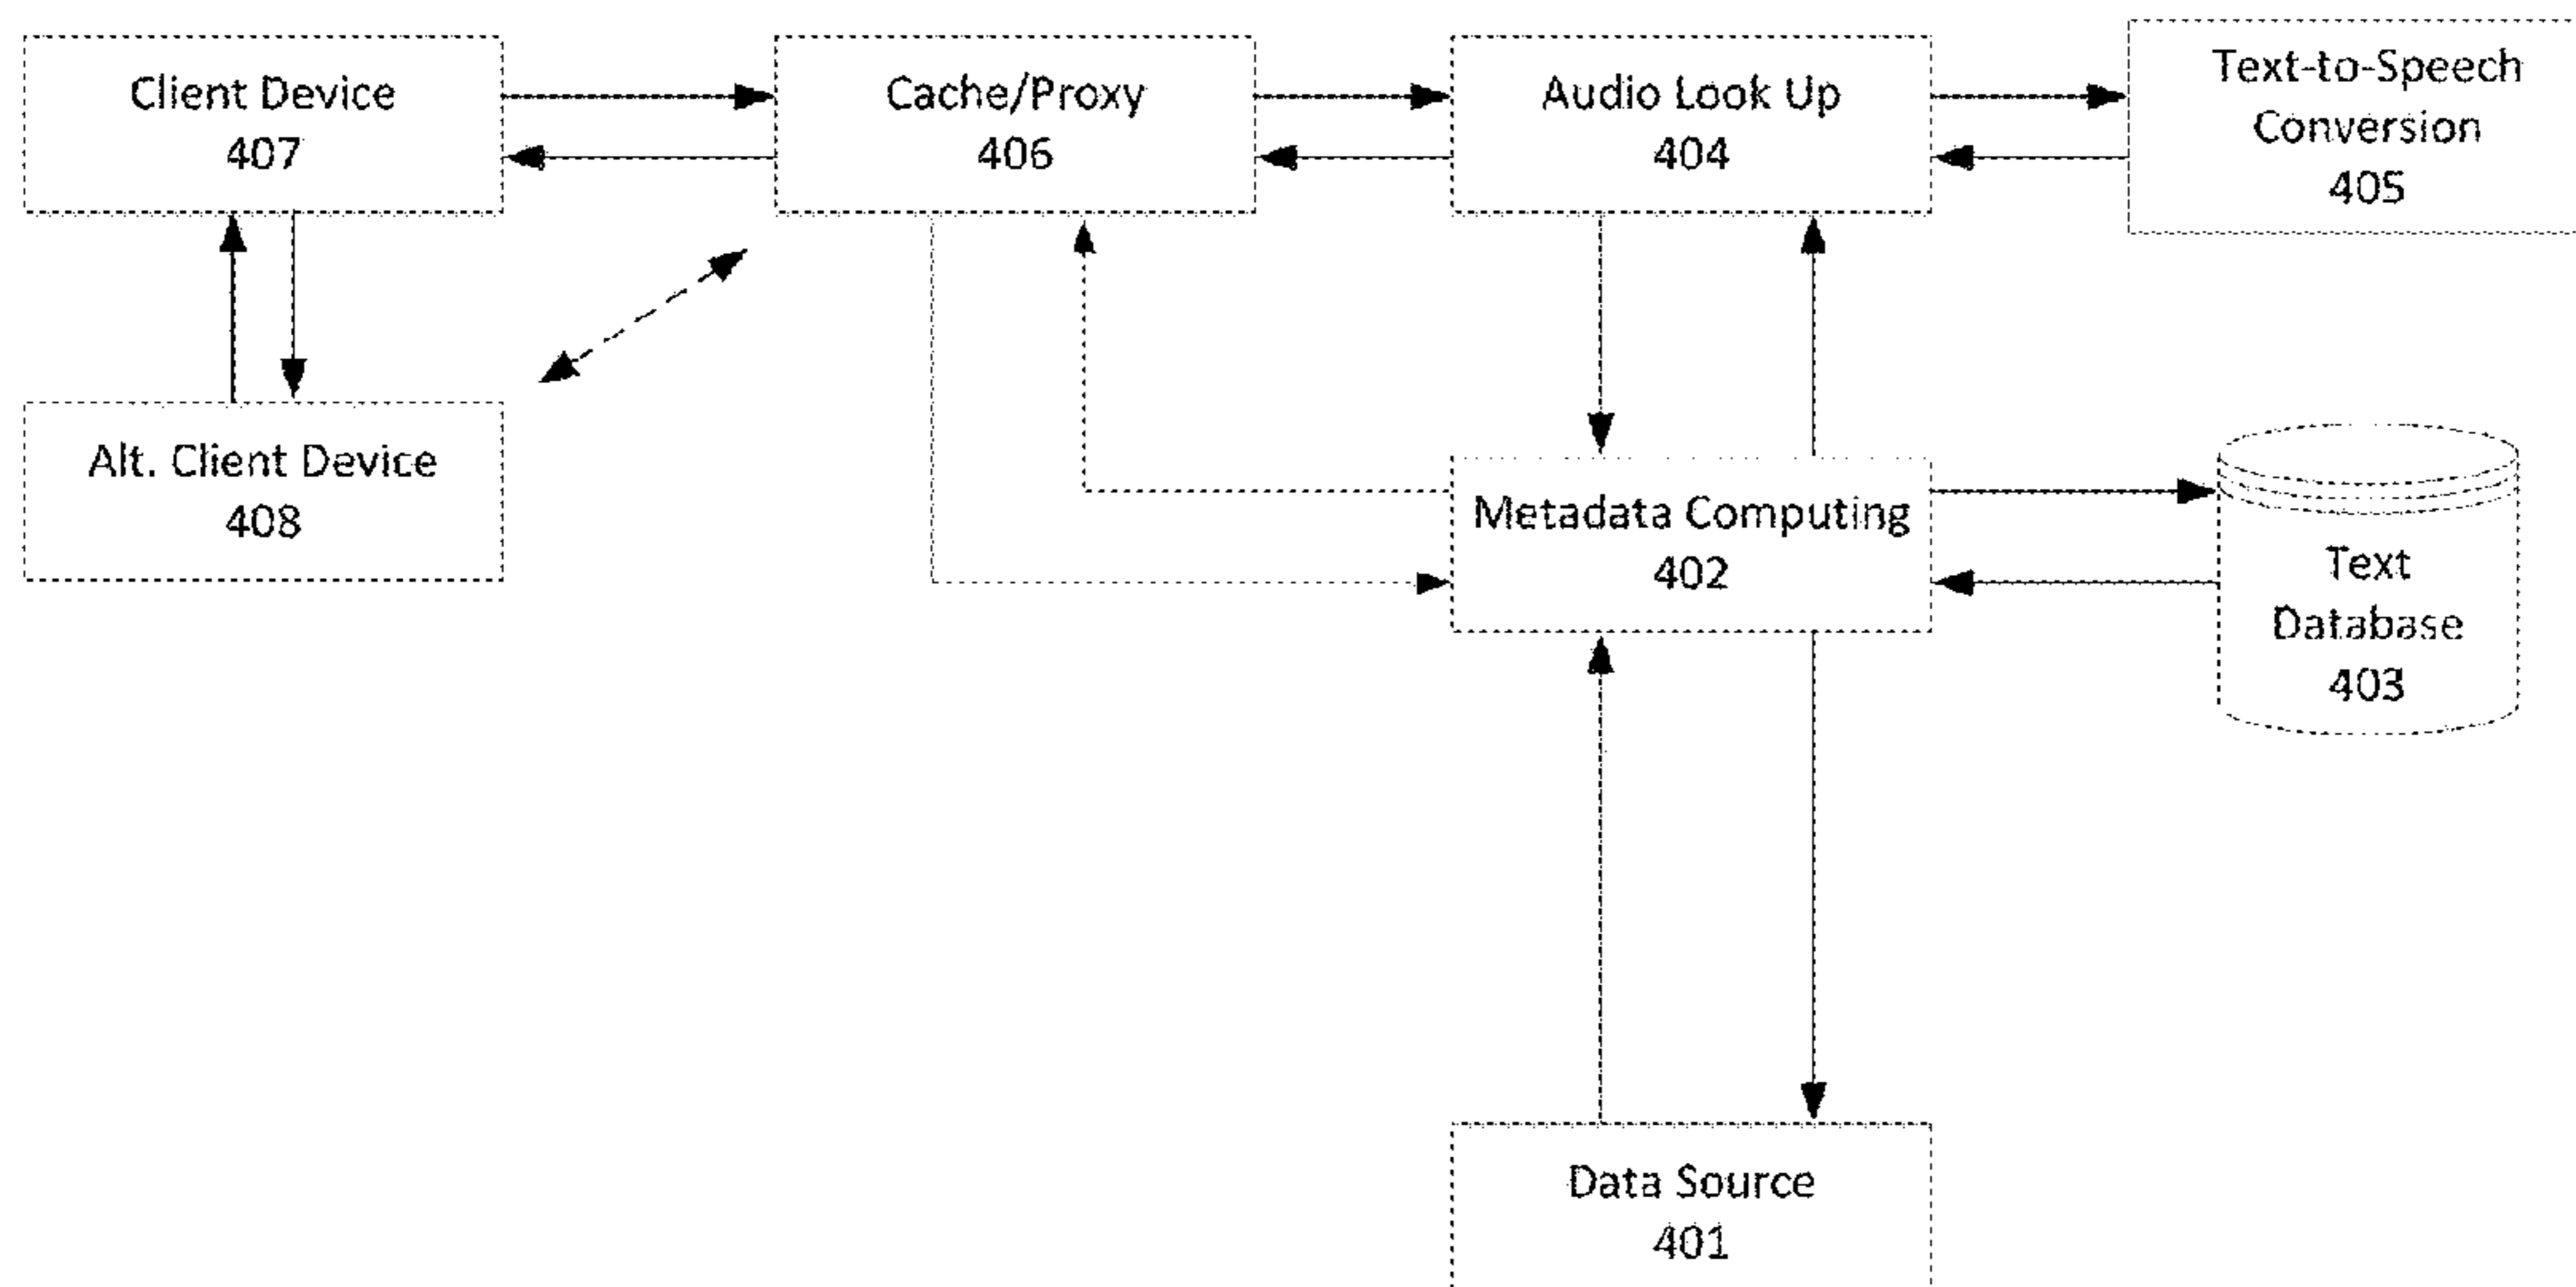 Client Device
407
Cache/Proxy
406
Audio Look Up
404
Text-to-Speech
Conversion
405
Alt. Client Device
408
Metadata Computing
402
Text
Database
403
Data Source
401